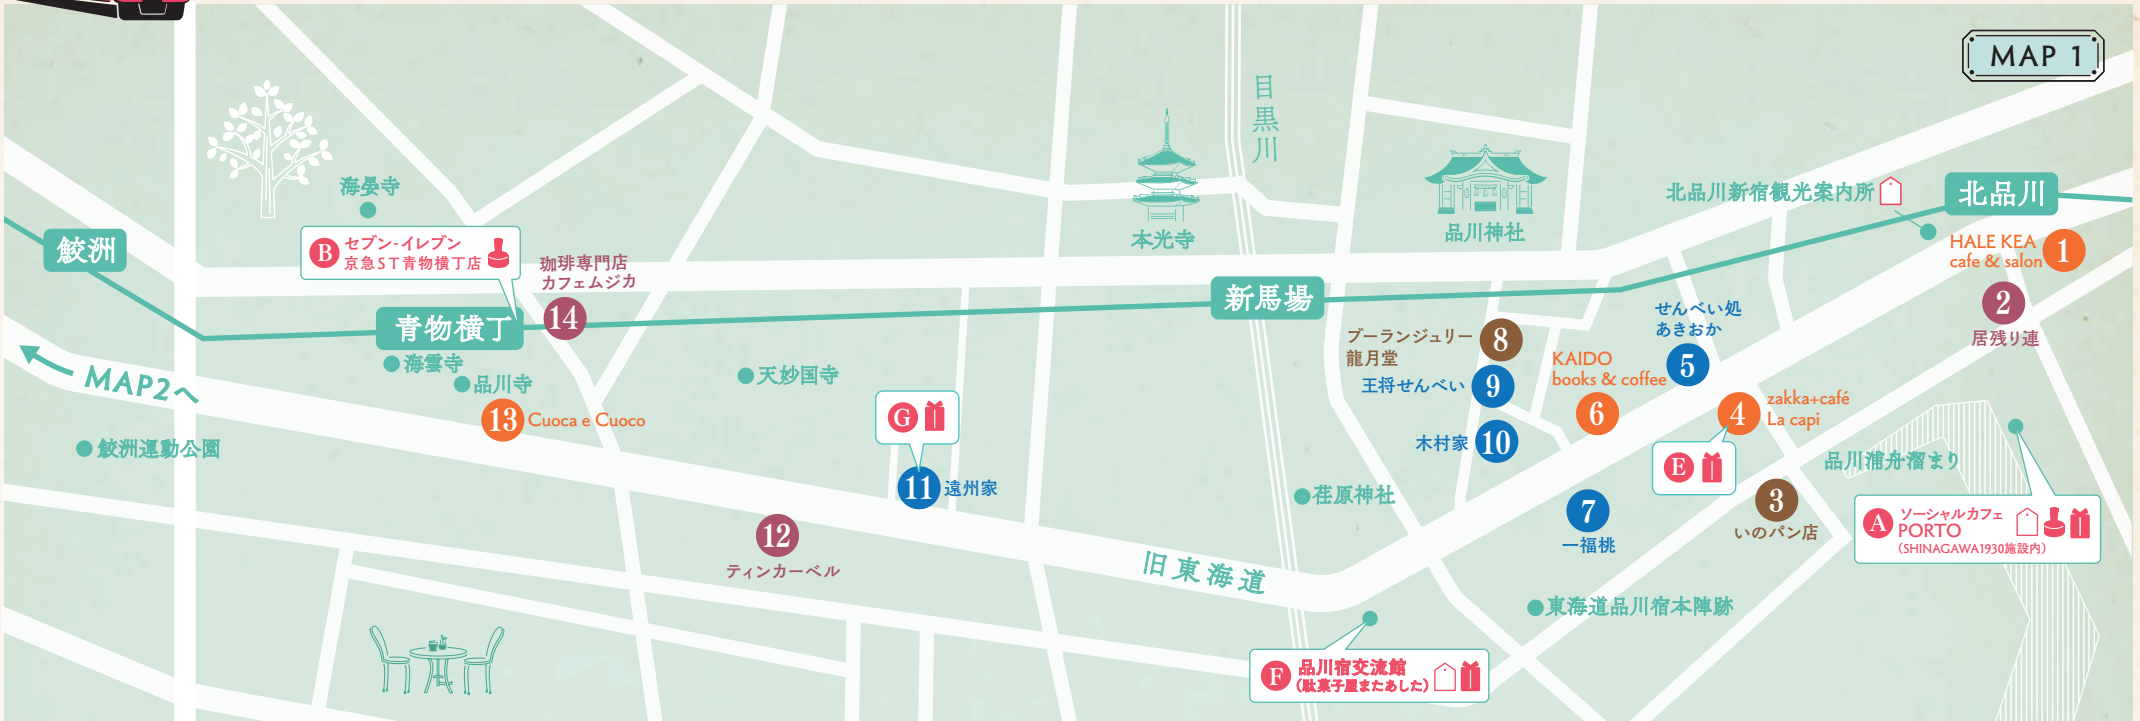 MAP 1
目黒川
海晏寺
北品川新宿観光案内所
北品川
本光寺
品川神社
鮫洲
B
セブン-イレブン
京急ST青物横丁店
珈琲専門店
カフェムジカ
14
HALE KEA
cafe & salon
1
新馬場
青物横丁
2
居残り連
せんべい処
あきおか
5
ブーランジュリー
龍月堂
8
海雲寺
品川寺
天妙国寺
王将せんべい
9
KAIDO
books & coffee
6
MAP2へ
13
Cuoca e Cuoco
G
zakka+café
La capi
4
木村家
10
鮫洲運動公園
E
品川浦舟溜まり
11
遠州家
荏原神社
7
一福桃
3
いのパン店
A
ソーシャルカフェ
PORTO
(SHINAGAWA1930施設内)
12
ティンカーベル
旧東海道
東海道品川宿本陣跡
F
品川宿交流館
(駄菓子屋まためした)